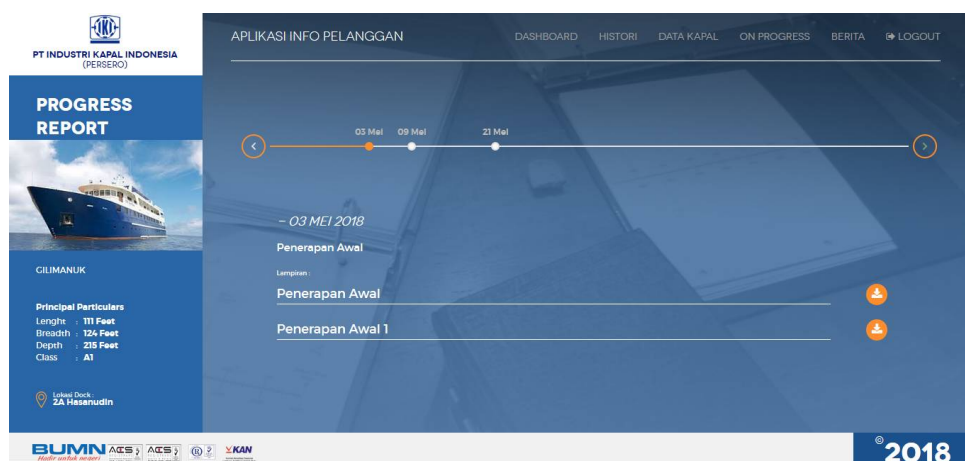 IKI
PT INDUSTRI KAPAL INDONESIA
(PERSERO)
APLIKASI INFO PELANGGAN
DASHBOARD HISTORI DATA KAPAL ON PROGRESS BERITA LOGOUT
PROGRESS
REPORT
03 Mei 09 Mei 21 Mei
– 03 MEI 2018
Penerapan Awal
Lampiran :
Penerapan Awal
Penerapan Awal 1
GILIMANUK
Principal Particulars
Lenght : 111 Feet
Breadth : 124 Feet
Depth : 215 Feet
Class : A1
Lokasi Dock :
2A Hasanudin
BUMN
Hadir untuk negeri
ACS ACS KAN
© 2018